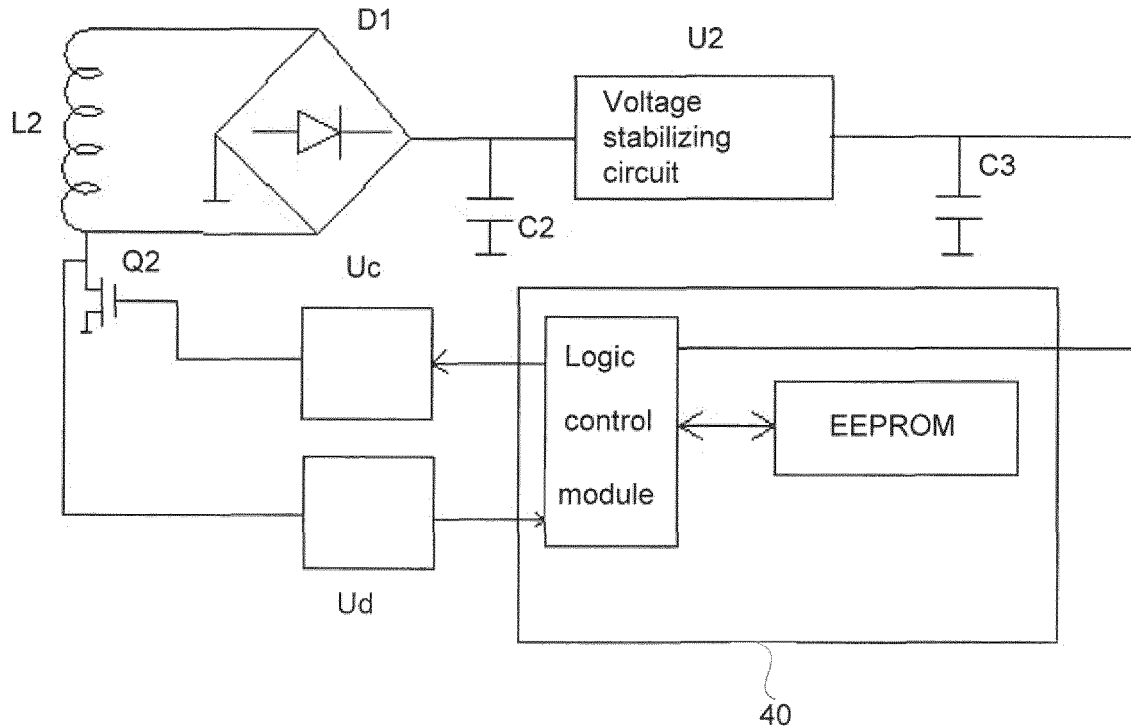 D1
U2
L2
Voltage
stabilizing
circuit
C3
C2
Q2
Uc
Logic
control
module
EEPROM
Ud
40